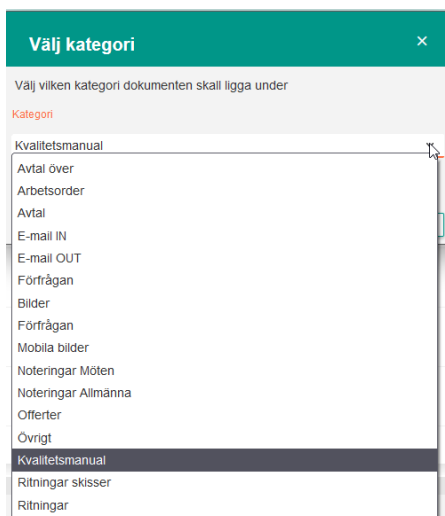 Välj kategori ×
Välj vilken kategori dokumenten skall ligga under
Kategori
Kvalitetsmanual
Avtal över
Arbetsorder
Avtal
E-mail IN
E-mail OUT
Förfrågan
Bilder
Förfrågan
Mobila bilder
Noteringar Möten
Noteringar Allmänna
Offerter
Övrigt
Kvalitetsmanual
Ritningar skisser
Ritningar